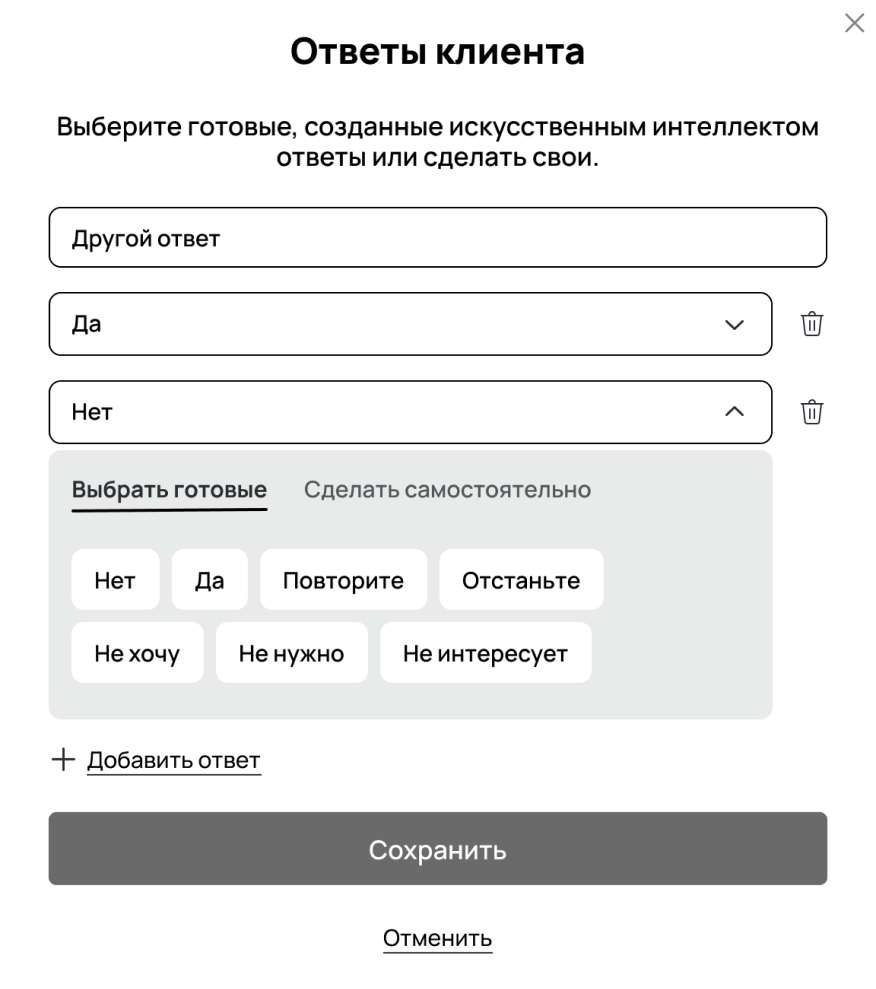 Ответы клиента
Выберите готовые, созданные искусственным интеллектом
ответы или сделать свои.
Другой ответ
Да
Нет
Выбрать готовые Сделать самостоятельно
Нет Да Повторите Отстаньте
Не хочу Не нужно Не интересует
Добавить ответ
Сохранить
Отменить